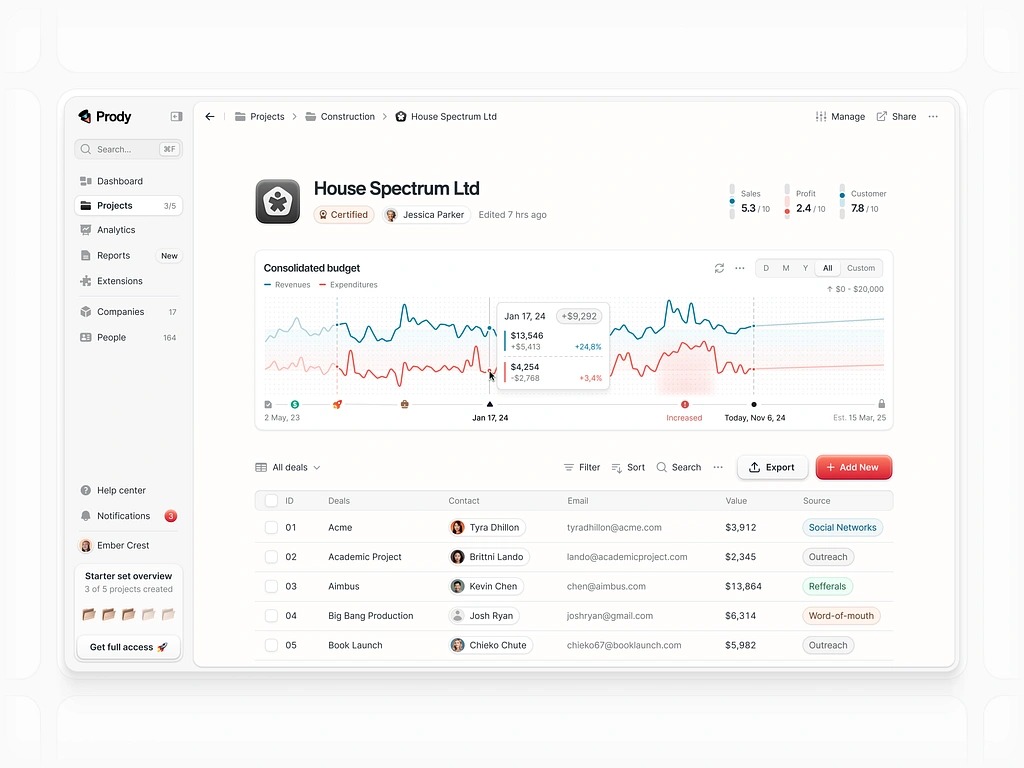 Prody
Search... ⌘F
Dashboard
Projects 3/5
Analytics
Reports New
Extensions
Companies 17
People 164
Help center
Notifications 3
Ember Crest
Starter set overview
3 of 5 projects created
Get full access 🚀
Projects > Construction > House Spectrum Ltd
Manage Share ...
House Spectrum Ltd
Certified Jessica Parker Edited 7 hrs ago
Sales
5.3 / 10
Profit
2.4 / 10
Customer
7.8 / 10
Consolidated budget
D M Y All Custom
Revenues Expenditures
↑ $0 - $20,000
Jan 17, 24 +$9,292
$13,546
+$5,413 +24,8%
$4,254
-$2,768 +3,4%
2 May, 23 Jan 17, 24 Increased Today, Nov 6, 24 Est. 15 Mar, 25
All deals
Filter Sort Search ... Export + Add New
ID Deals Contact Email Value Source
01 Acme Tyra Dhillon tyradhillon@acme.com $3,912 Social Networks
02 Academic Project Brittni Lando lando@academicproject.com $2,345 Outreach
03 Aimbus Kevin Chen chen@aimbus.com $13,864 Refferals
04 Big Bang Production Josh Ryan joshryan@gmail.com $6,314 Word-of-mouth
05 Book Launch Chieko Chute chieko67@booklaunch.com $5,982 Outreach